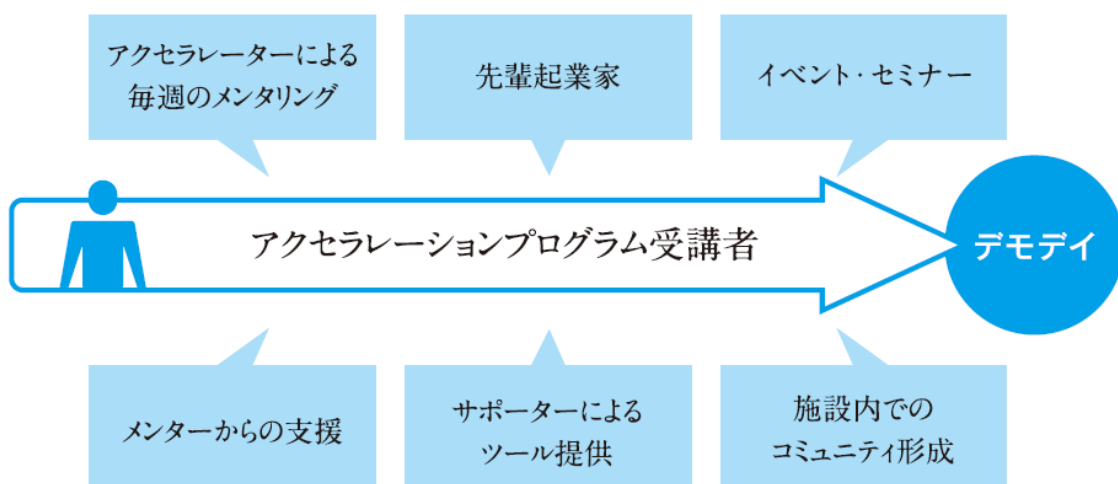 アクセラレーターによる
毎週のメンタリング
先輩起業家
イベント・セミナー
アクセラレーションプログラム受講者
デモデイ
メンターからの支援
サポーターによる
ツール提供
施設内での
コミュニティ形成